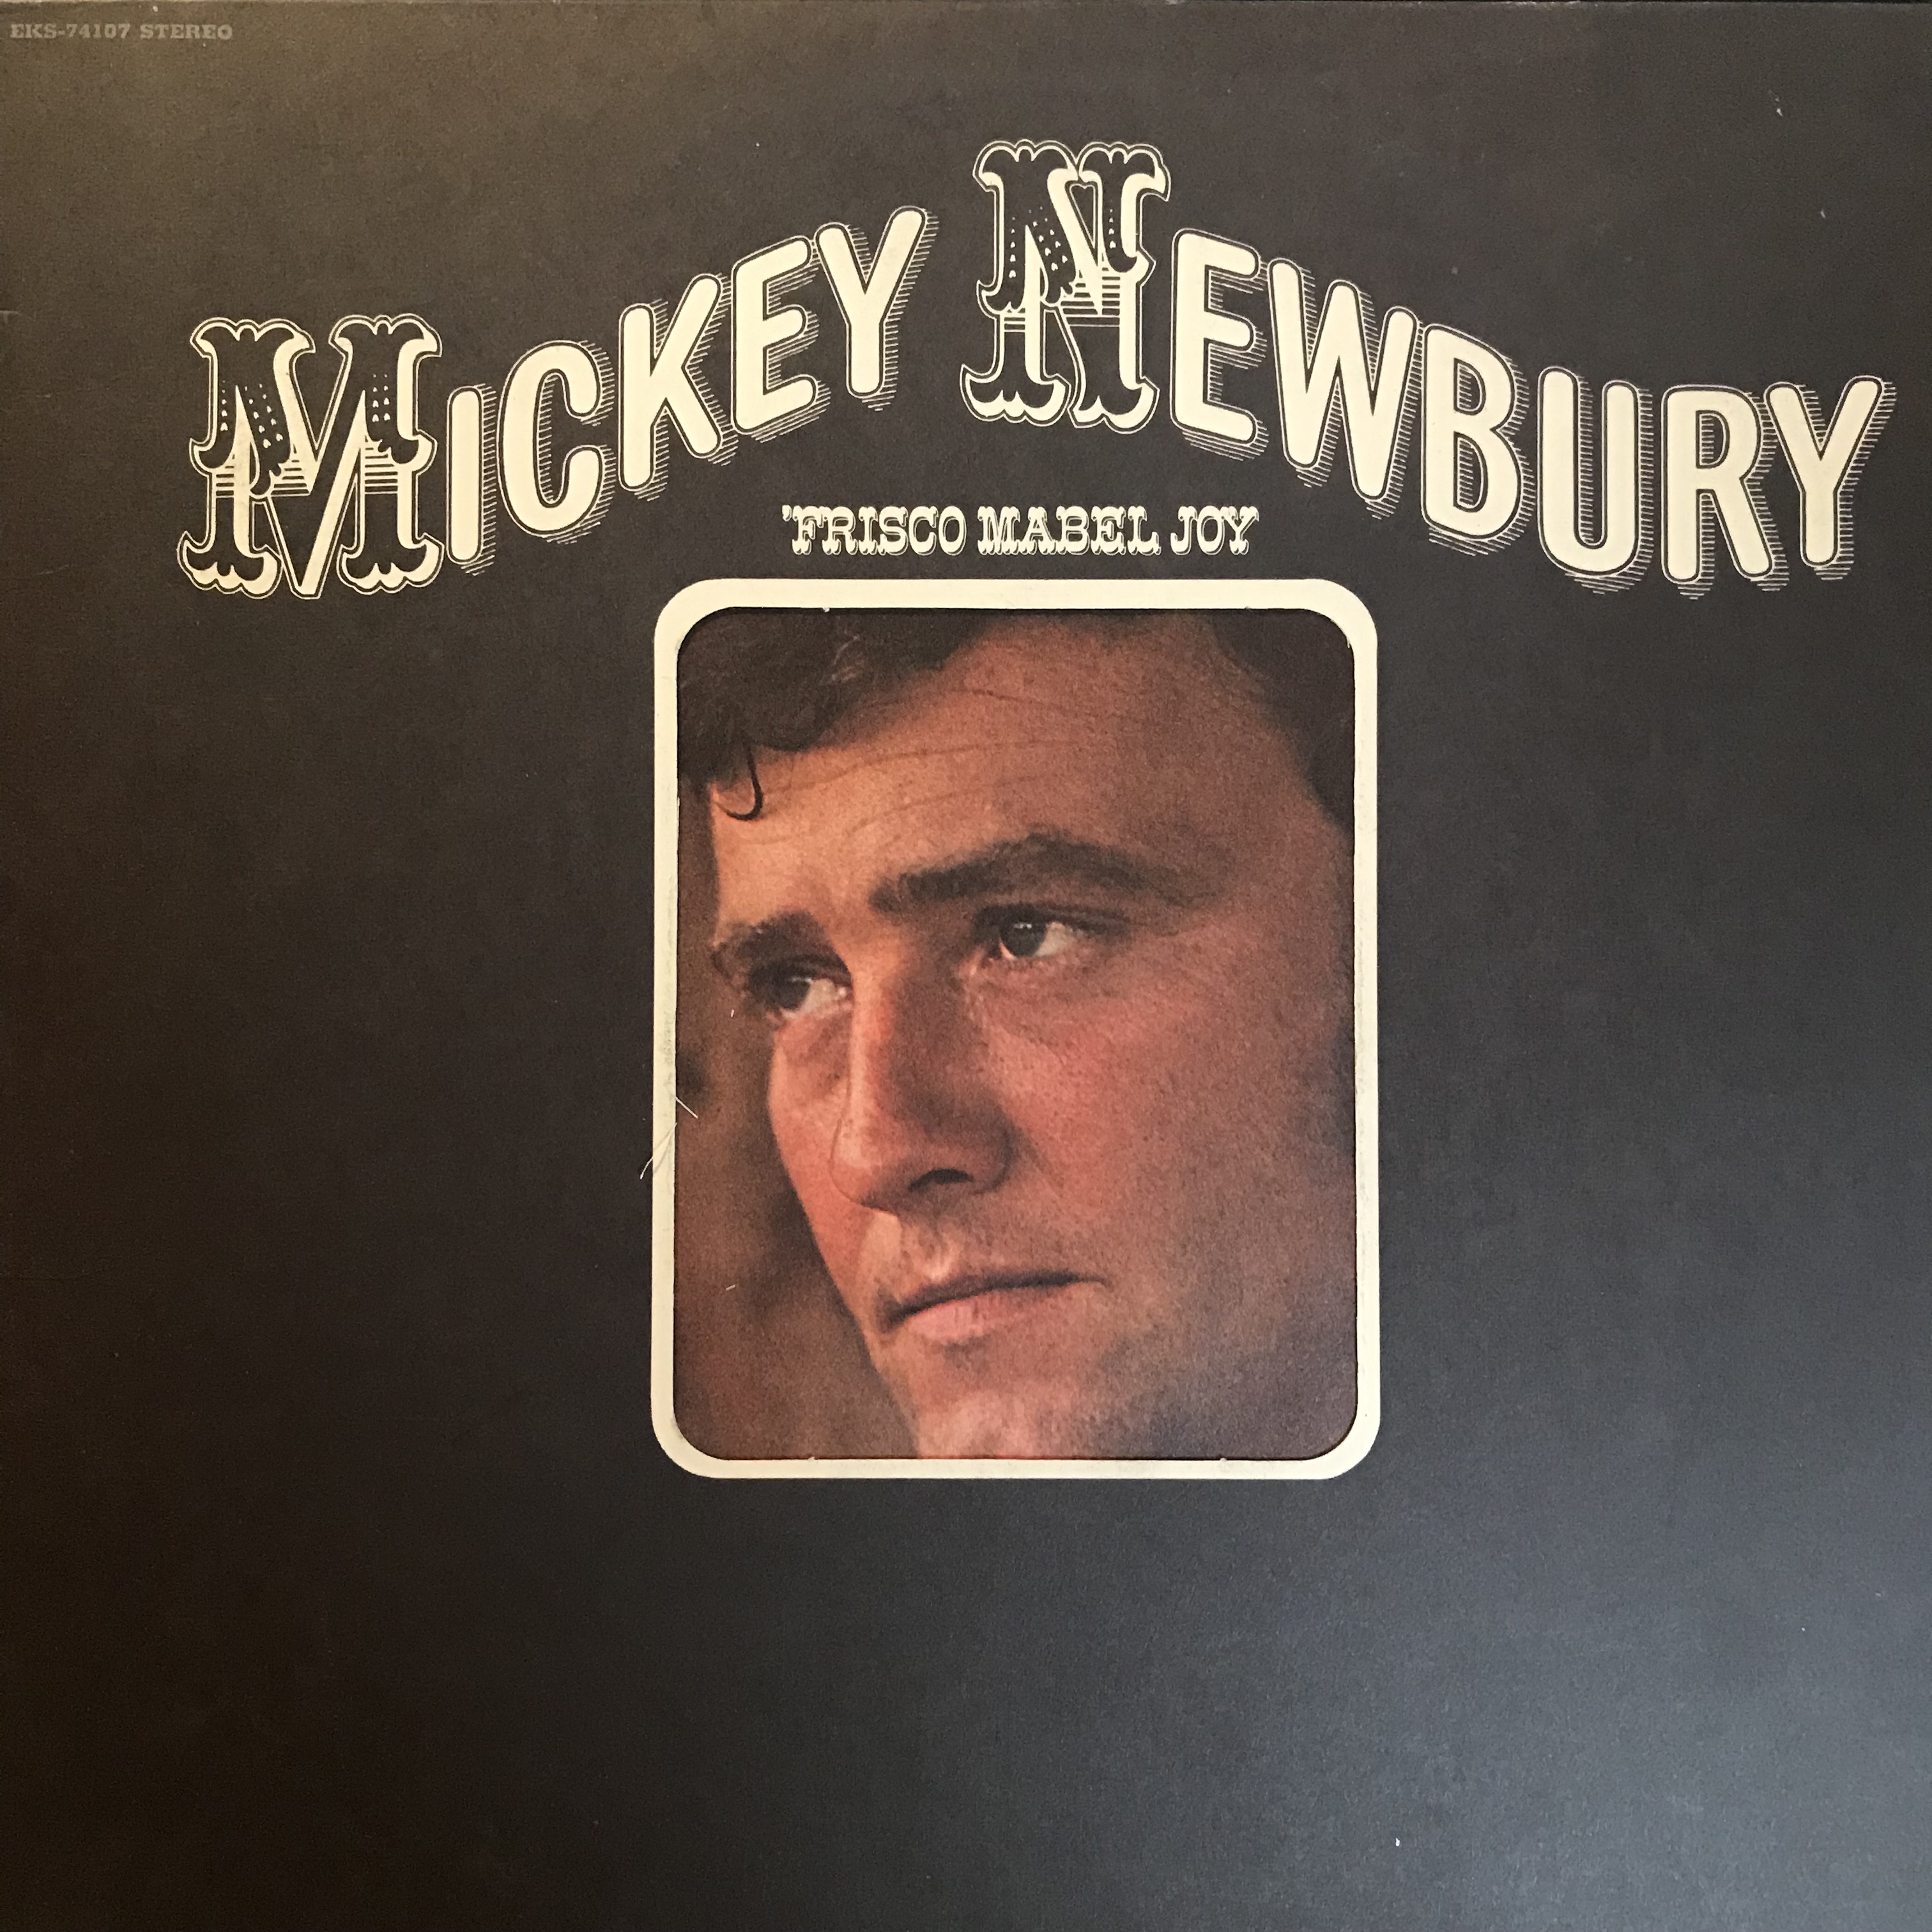 EKS-74107 STEREO
MICKEY NEWBURY
'FRISCO MABEL JOY